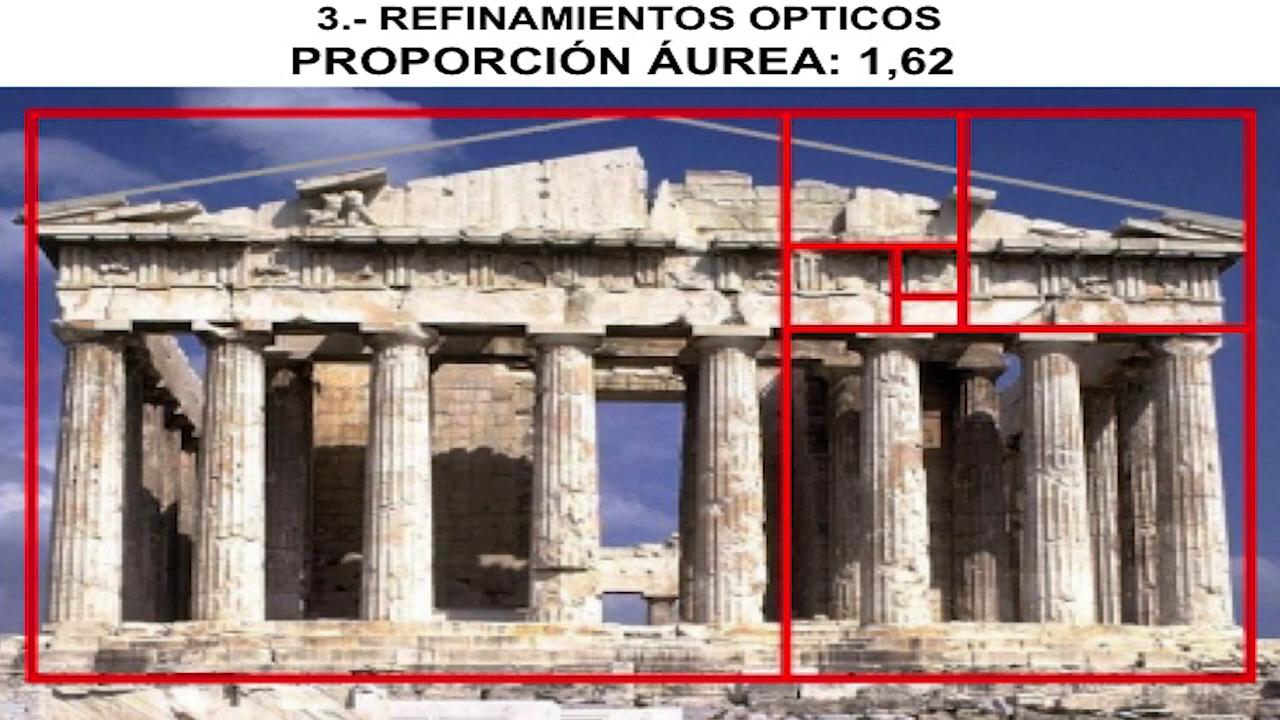 3.- REFINAMIENTOS OPTICOS
PROPORCIÓN ÁUREA: 1,62